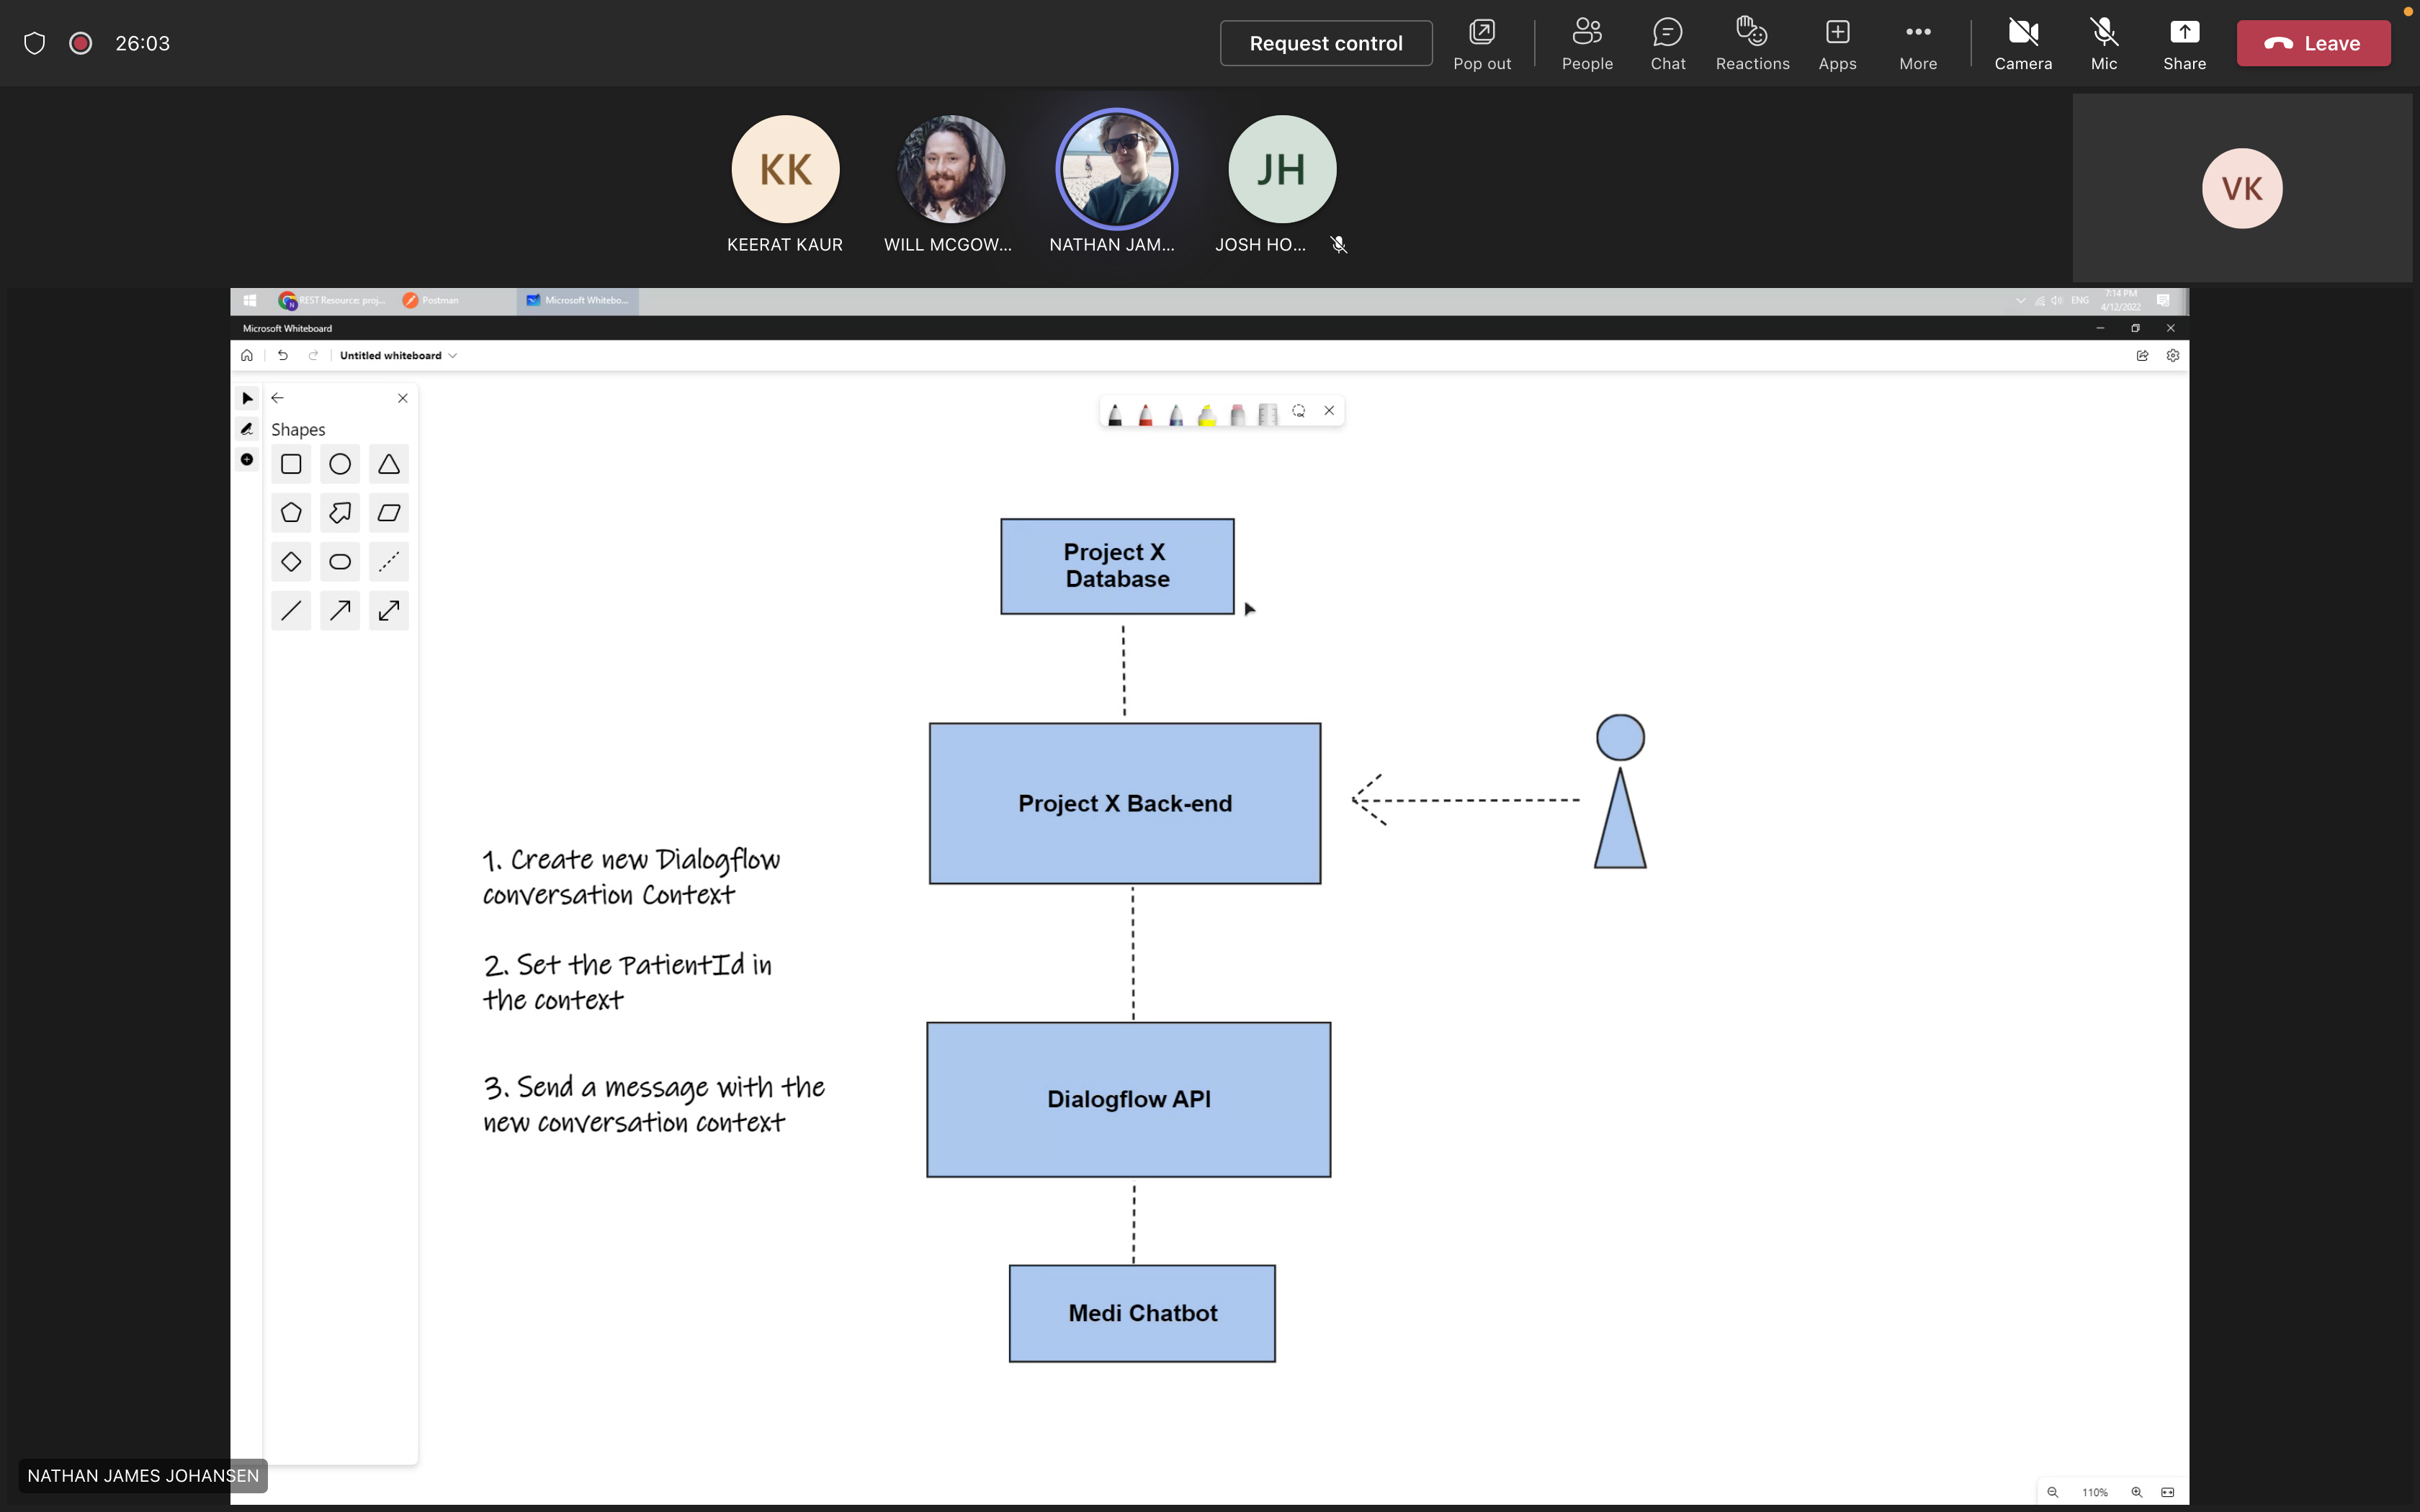 26:03
Request control
Pop out
People
Chat
Reactions
Apps
More
Camera
Mic
Share
Leave
KK
JH
VK
KEERAT KAUR
WILL MCGOW...
NATHAN JAM...
JOSH HO...
REST Resource: proj...
Postman
Microsoft Whitebo...
ENG
7:14 PM
4/12/2022
Microsoft Whiteboard
Untitled whiteboard
Shapes
Project X
Database
Project X Back-end
1. Create new Dialogflow
conversation Context
2. Set the PatientId in
the context
3. Send a message with the
new conversation context
Dialogflow API
Medi Chatbot
NATHAN JAMES JOHANSEN
110%